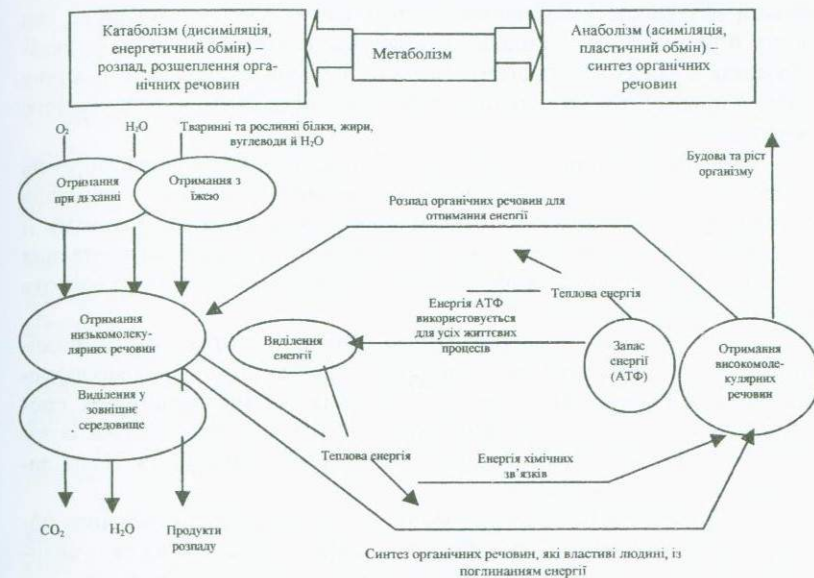 Катаболізм (дисиміляція,
енергетичний обмін) –
розпад, розщеплення орга-
нічних речовин
Метаболізм
Анаболізм (асиміляція,
пластичний обмін) –
синтез органічних
речовин
O₂
H₂O
Тваринні та рослинні білки, жири,
вуглеводи й H₂O
Отримання
при диханні
Отримання з
їжею
Будова та ріст
організму
Розпад органічних речовин для
отримання енергії
Отримання
низькомолеку-
лярних речовин
Виділення
енергії
Енергія АТФ
використовується
для усіх життєвих
процесів
Теплова енергія
Запас
енергії
(АТФ)
Отримання
високомоле-
кулярних
речовин
Виділення у
зовнішнє
середовище
Теплова енергія
Енергія хімічних
зв'язків
CO₂
H₂O
Продукти
розпаду
Синтез органічних речовин, які властиві людині, із
поглинанням енергії